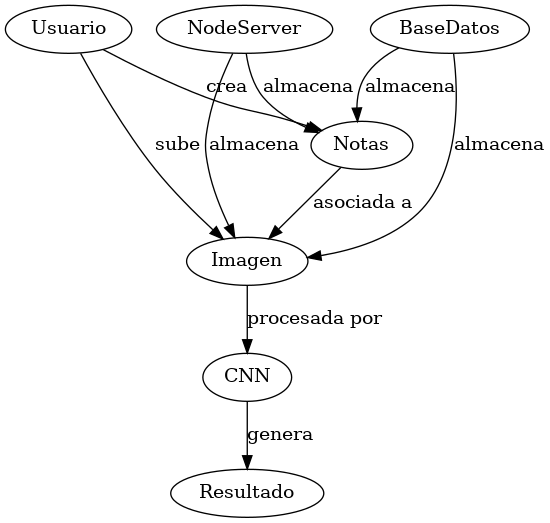 Usuario
NodeServer
BaseDatos
crea
almacena
almacena
sube
almacena
Notas
almacena
asociada a
Imagen
procesada por
CNN
genera
Resultado